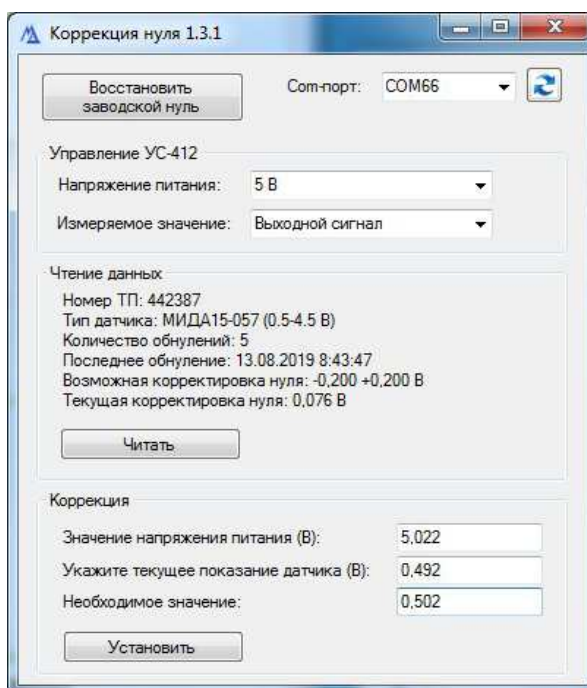 Коррекция нуля 1.3.1
Восстановить
заводской нуль
Com-порт:
COM66
Управление УС-412
Напряжение питания:
5 В
Измеряемое значение:
Выходной сигнал
Чтение данных
Номер ТП: 442387
Тип датчика: МИДА15-057 (0.5-4.5 В)
Количество обнулений: 5
Последнее обнуление: 13.08.2019 8:43:47
Возможная корректировка нуля: -0,200 +0,200 В
Текущая корректировка нуля: 0,076 В
Читать
Коррекция
Значение напряжения питания (В):
5,022
Укажите текущее показание датчика (В):
0,492
Необходимое значение:
0,502
Установить